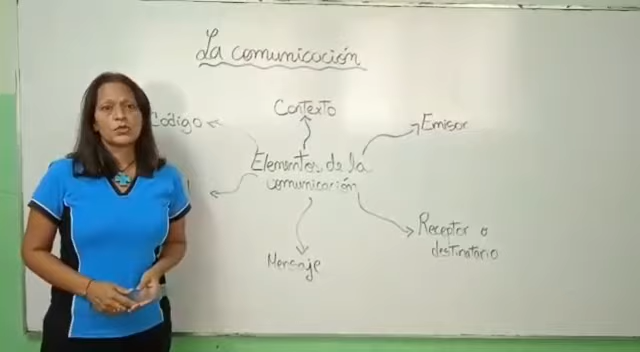 La comunicación
Contexto
Código
Emisor
Elementos de la
comunicación
Receptor o
destinatario
Mensaje